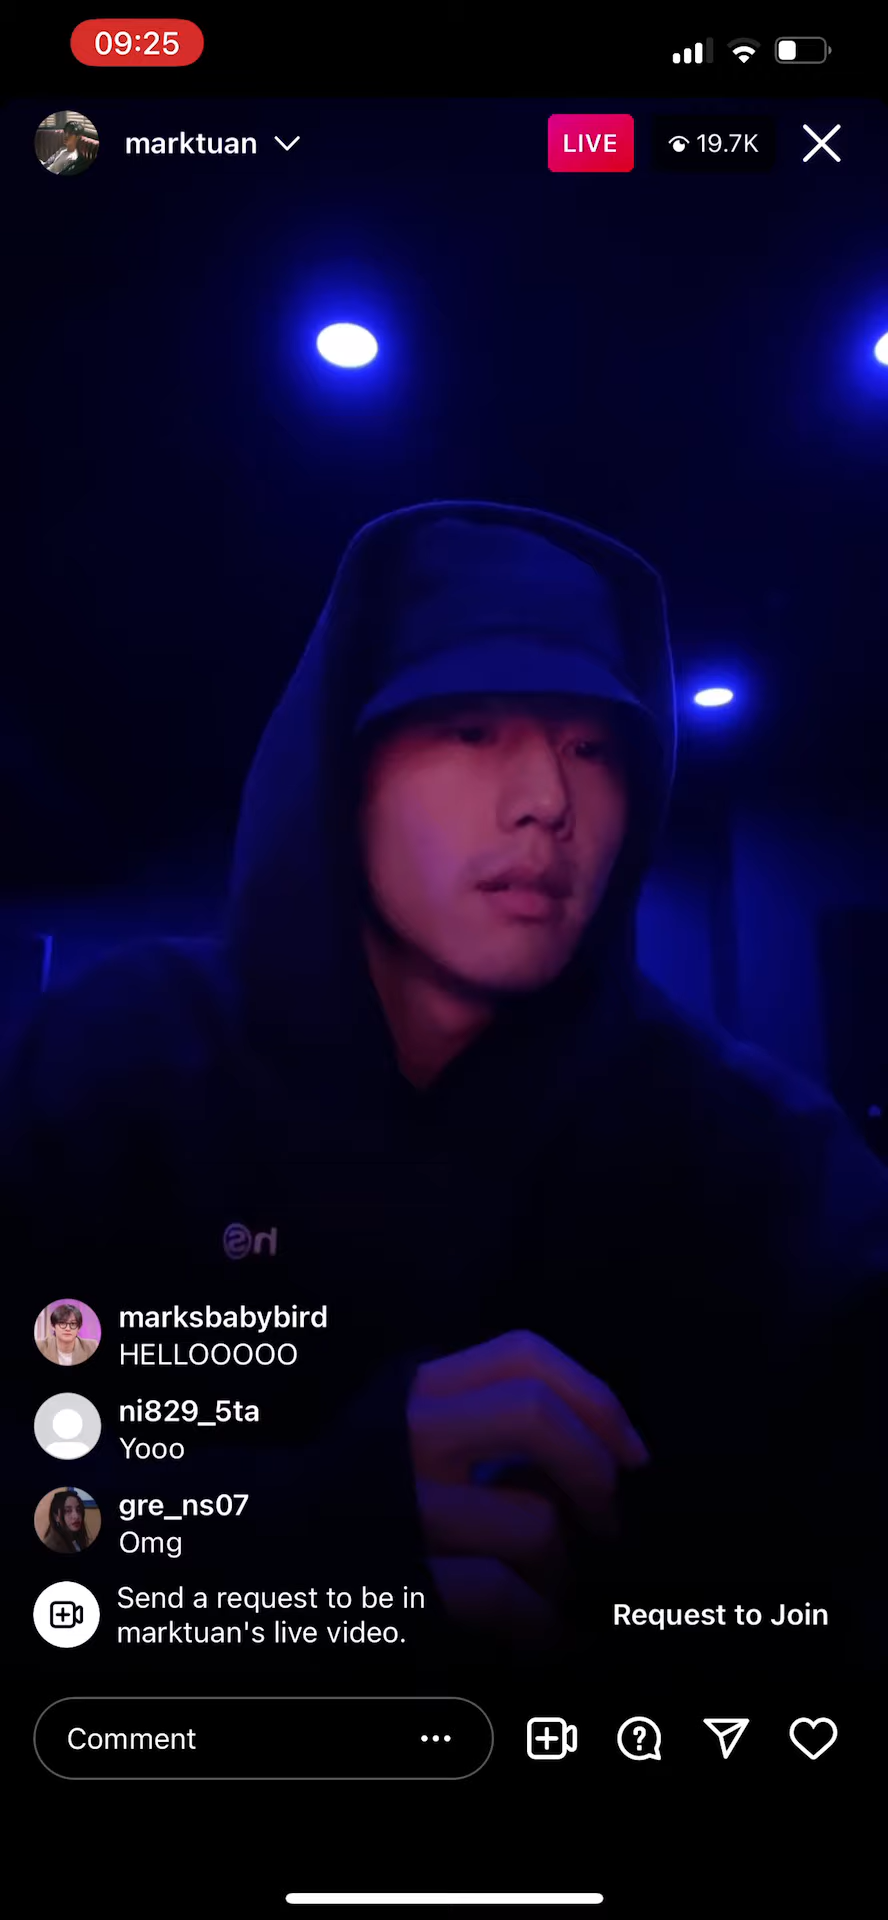 09:25
marktuan
LIVE
19.7K
marksbabybird
HELLOOOOO
ni829_5ta
Yooo
gre_ns07
Omg
Send a request to be in
marktuan's live video.
Request to Join
Comment